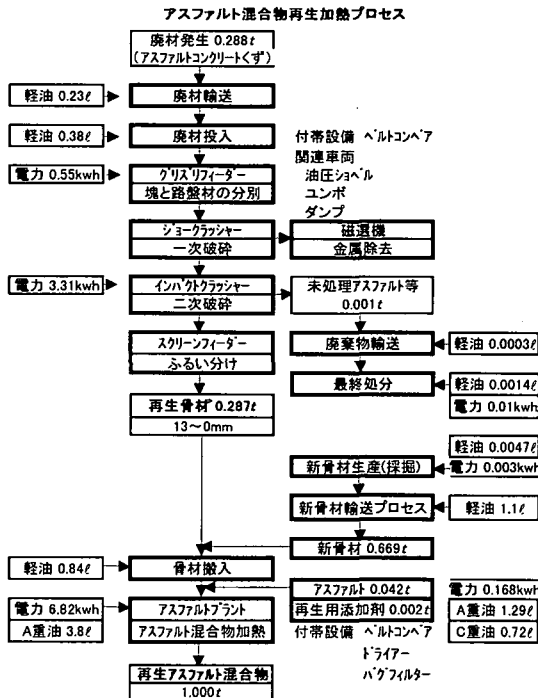 アスファルト混合物再生加熱プロセス
廃材発生 0.288t
(アスファルトコンクリートくず)
軽油 0.23ℓ
廃材輸送
軽油 0.38ℓ
廃材投入
付帯設備 ベルトコンベア
関連車両
油圧ショベル
ユンボ
ダンプ
電力 0.55kwh
グリズリフィーダー
塊と路盤材の分別
ジョークラッシャー
一次破砕
磁選機
金属除去
電力 3.31kwh
インパクトクラッシャー
二次破砕
未処理アスファルト等
0.001t
スクリーンフィーダー
ふるい分け
廃棄物輸送
軽油 0.0003ℓ
最終処分
軽油 0.0014ℓ
電力 0.01kwh
再生骨材 0.287t
13～0mm
軽油 0.0047ℓ
新骨材生産(採掘)
電力 0.003kwh
新骨材輸送プロセス
軽油 1.1ℓ
新骨材 0.669t
軽油 0.84ℓ
骨材搬入
アスファルト 0.042t
再生用添加剤 0.002t
電力 0.168kwh
A重油 1.29ℓ
C重油 0.72ℓ
電力 6.82kwh
A重油 3.8ℓ
アスファルトプラント
アスファルト混合物加熱
付帯設備 ベルトコンベア
ドライアー
バグフィルター
再生アスファルト混合物
1.000t